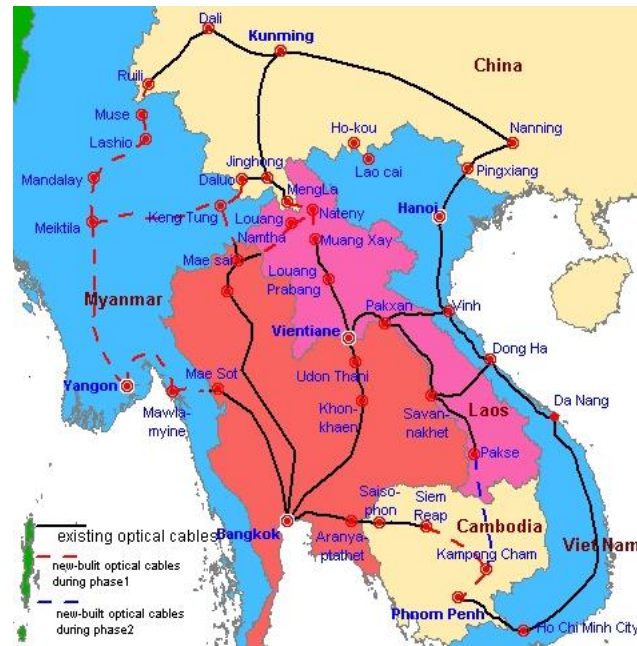 Dali
Kunming
China
Ruili
Muse
Ho-kou
Nanning
Lashio
Jinghong
Lao cai
Pingxiang
Mandalay
Daluo
MengLa
Hanoi
Meiktila
Keng Tung
Louang
Namtha
Nateny
Muang Xay
Mae sai
Louang
Prabang
Myanmar
Pakxan
Vinh
Vientiane
Dong Ha
Yangon
Mae Sot
Udon Thani
Mawla-
myine
Khon-
khaen
Savan-
nakhet
Laos
Da Nang
Pakse
Saiso-
phon
Siem
Reap
Cambodia
Bangkok
Aranya-
ptathet
Kampong Cham
Viet Nam
Phnom Penh
Ho Chi Minh City
existing optical cables
new-bulit optical cables
during phase1
new-built optical cables
during phase2